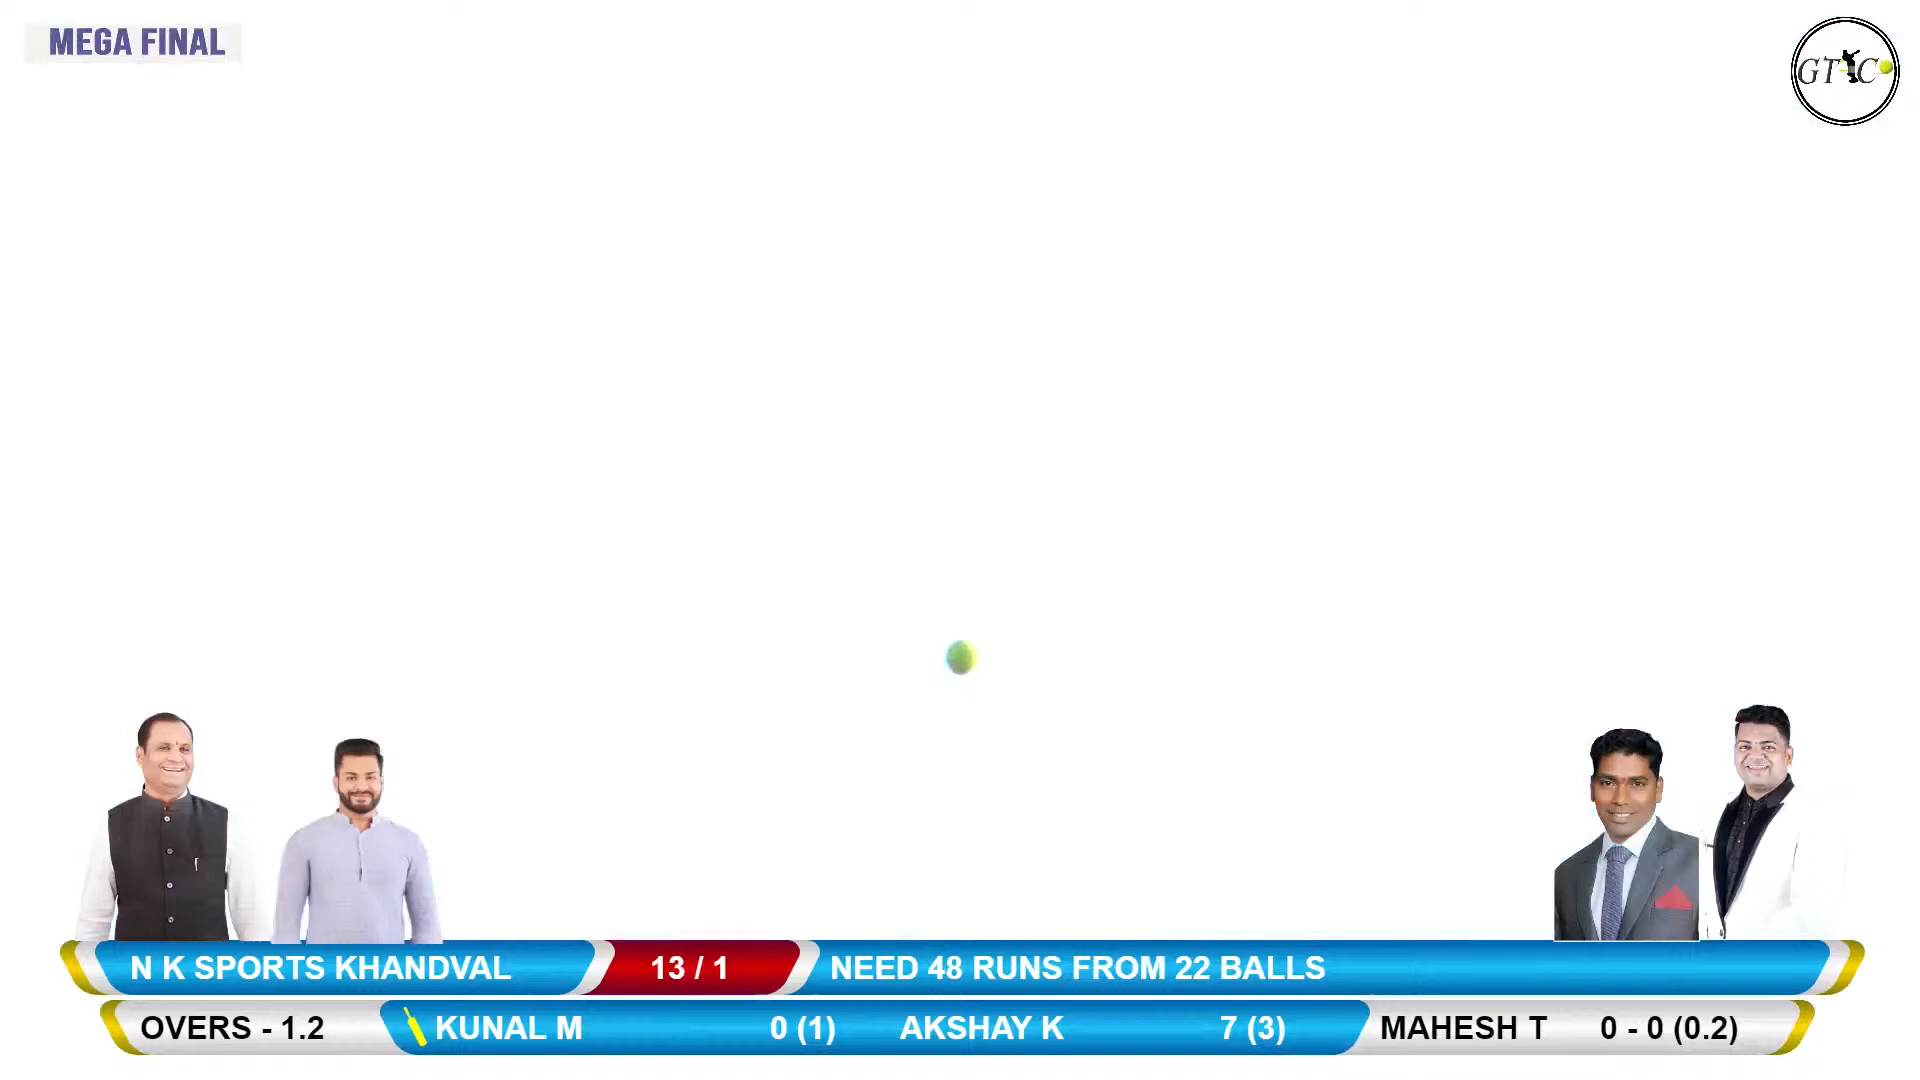 MEGA FINAL
GT C
N K SPORTS KHANDVAL 13 / 1 NEED 48 RUNS FROM 22 BALLS
OVERS - 1.2 KUNAL M 0 (1) AKSHAY K 7 (3) MAHESH T 0 - 0 (0.2)